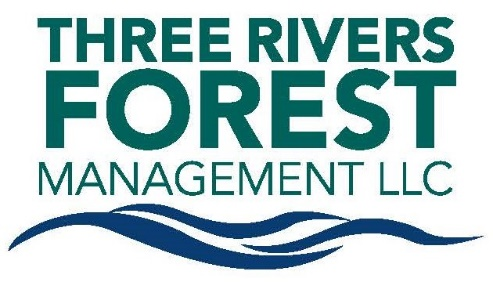 THREE RIVERS
FOREST
MANAGEMENT LLC